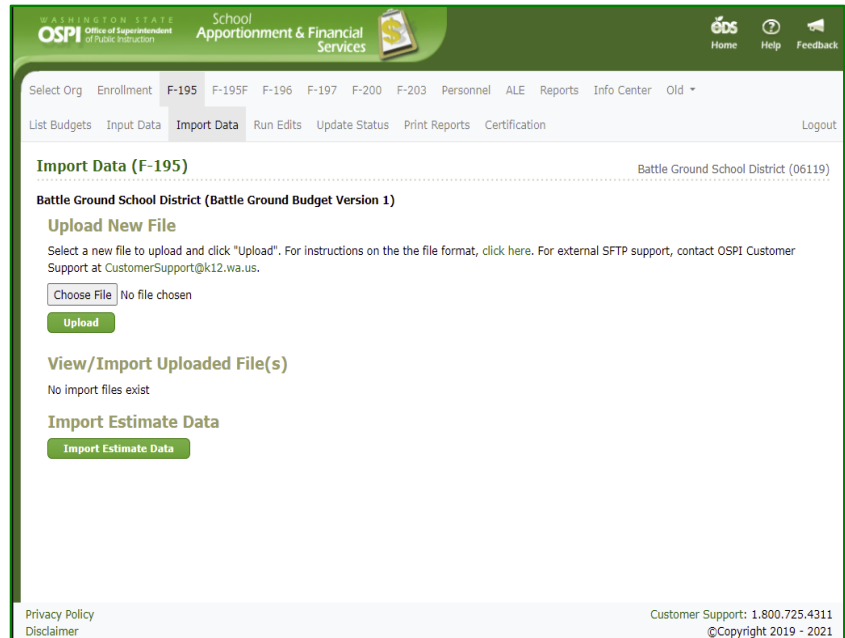 WASHINGTON STATE
OSPI Office of Superintendent of Public Instruction
School
Apportionment & Financial
Services
eds
Home Help Feedback
Select Org Enrollment F-195 F-195F F-196 F-197 F-200 F-203 Personnel ALE Reports Info Center Old
List Budgets Input Data Import Data Run Edits Update Status Print Reports Certification Logout
Import Data (F-195) Battle Ground School District (06119)
Battle Ground School District (Battle Ground Budget Version 1)
Upload New File
Select a new file to upload and click "Upload". For instructions on the the file format, click here. For external SFTP support, contact OSPI Customer
Support at CustomerSupport@k12.wa.us.
Choose File No file chosen
Upload
View/Import Uploaded File(s)
No import files exist
Import Estimate Data
Import Estimate Data
Privacy Policy Customer Support: 1.800.725.4311
Disclaimer ©Copyright 2019 - 2021